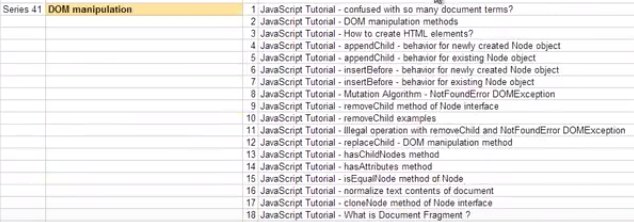 Series 41 DOM manipulation 1 JavaScript Tutorial - confused with so many document terms?
2 JavaScript Tutorial - DOM manipulation methods
3 JavaScript Tutorial - How to create HTML elements?
4 JavaScript Tutorial - appendChild - behavior for newly created Node object
5 JavaScript Tutorial - appendChild - behavior for existing Node object
6 JavaScript Tutorial - insertBefore - behavior for newly created Node object
7 JavaScript Tutorial - insertBefore - behavior for existing Node object
8 JavaScript Tutorial - Mutation Algorithm - NotFoundError DOMException
9 JavaScript Tutorial - removeChild method of Node interface
10 JavaScript Tutorial - removeChild examples
11 JavaScript Tutorial - Illegal operation with removeChild and NotFoundError DOMException
12 JavaScript Tutorial - replaceChild - DOM manipulation method
13 JavaScript Tutorial - hasChildNodes method
14 JavaScript Tutorial - hasAttributes method
15 JavaScript Tutorial - isEqualNode method of Node
16 JavaScript Tutorial - normalize text contents of document
17 JavaScript Tutorial - cloneNode method of Node interface
18 JavaScript Tutorial - What is Document Fragment ?